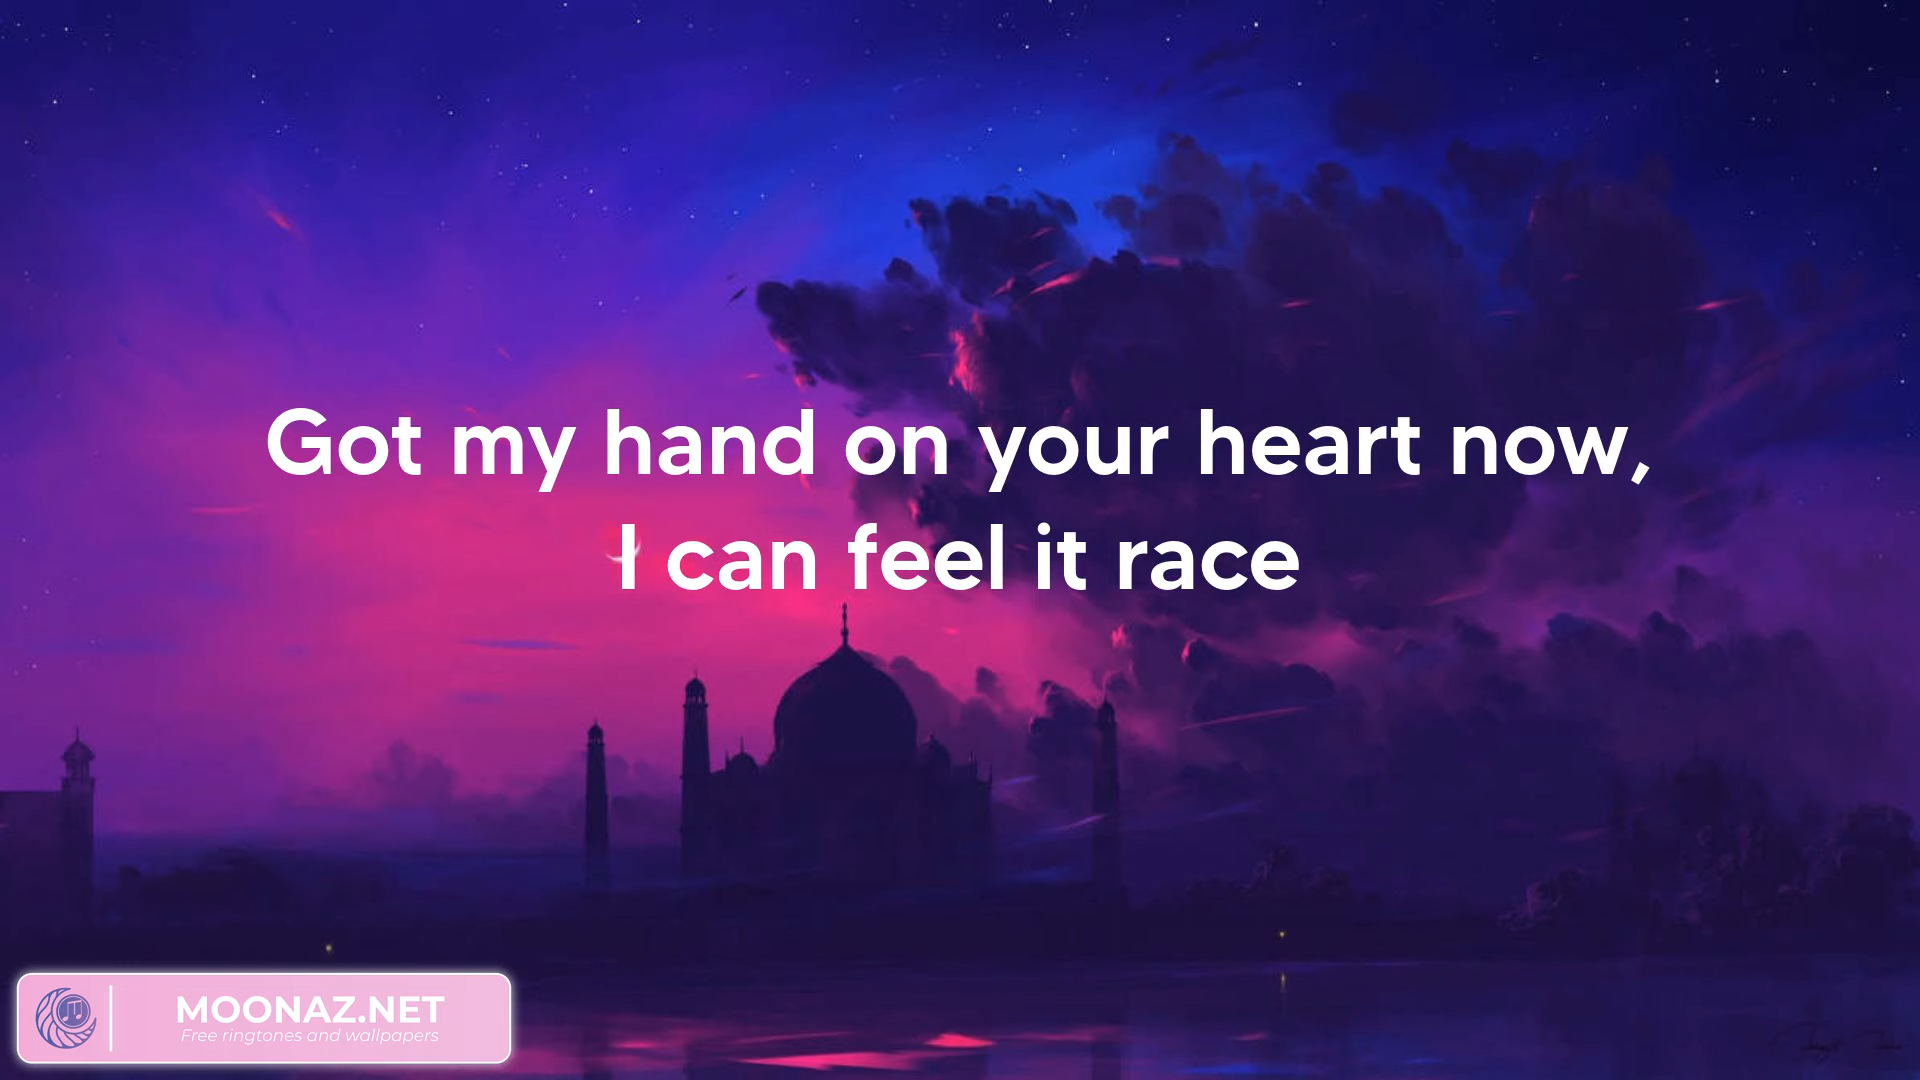 Got my hand on your heart now,
I can feel it race
MOONAZ.NET
Free ringtones and wallpapers